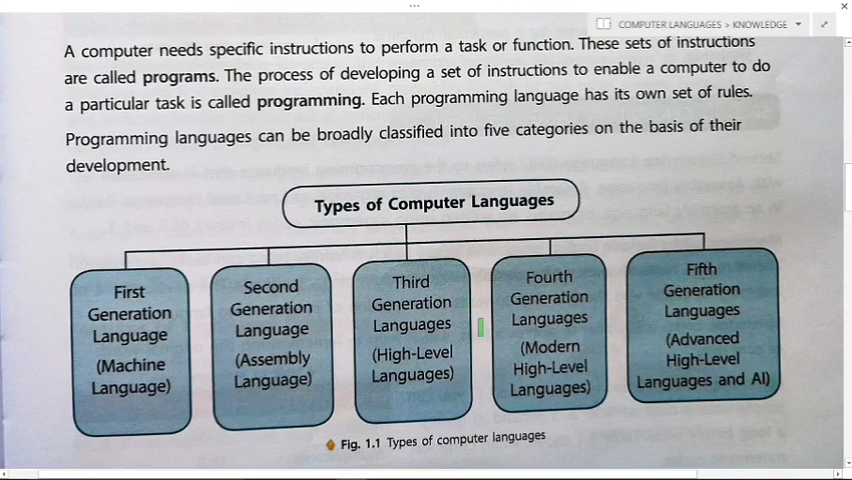 COMPUTER LANGUAGES > KNOWLEDGE
A computer needs specific instructions to perform a task or function. These sets of instructions
are called programs. The process of developing a set of instructions to enable a computer to do
a particular task is called programming. Each programming language has its own set of rules.
Programming languages can be broadly classified into five categories on the basis of their
development.
Types of Computer Languages
First
Generation
Language
(Machine
Language)
Second
Generation
Language
(Assembly
Language)
Third
Generation
Languages
(High-Level
Languages)
Fourth
Generation
Languages
(Modern
High-Level
Languages)
Fifth
Generation
Languages
(Advanced
High-Level
Languages and AI)
Fig. 1.1 Types of computer languages